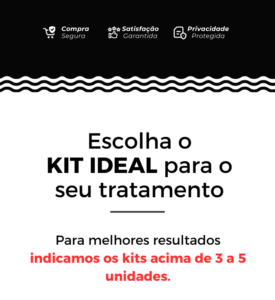 Compra Segura
Satisfação Garantida
Privacidade Protegida
Escolha o
KIT IDEAL para o
seu tratamento
Para melhores resultados
indicamos os kits acima de 3 a 5
unidades.